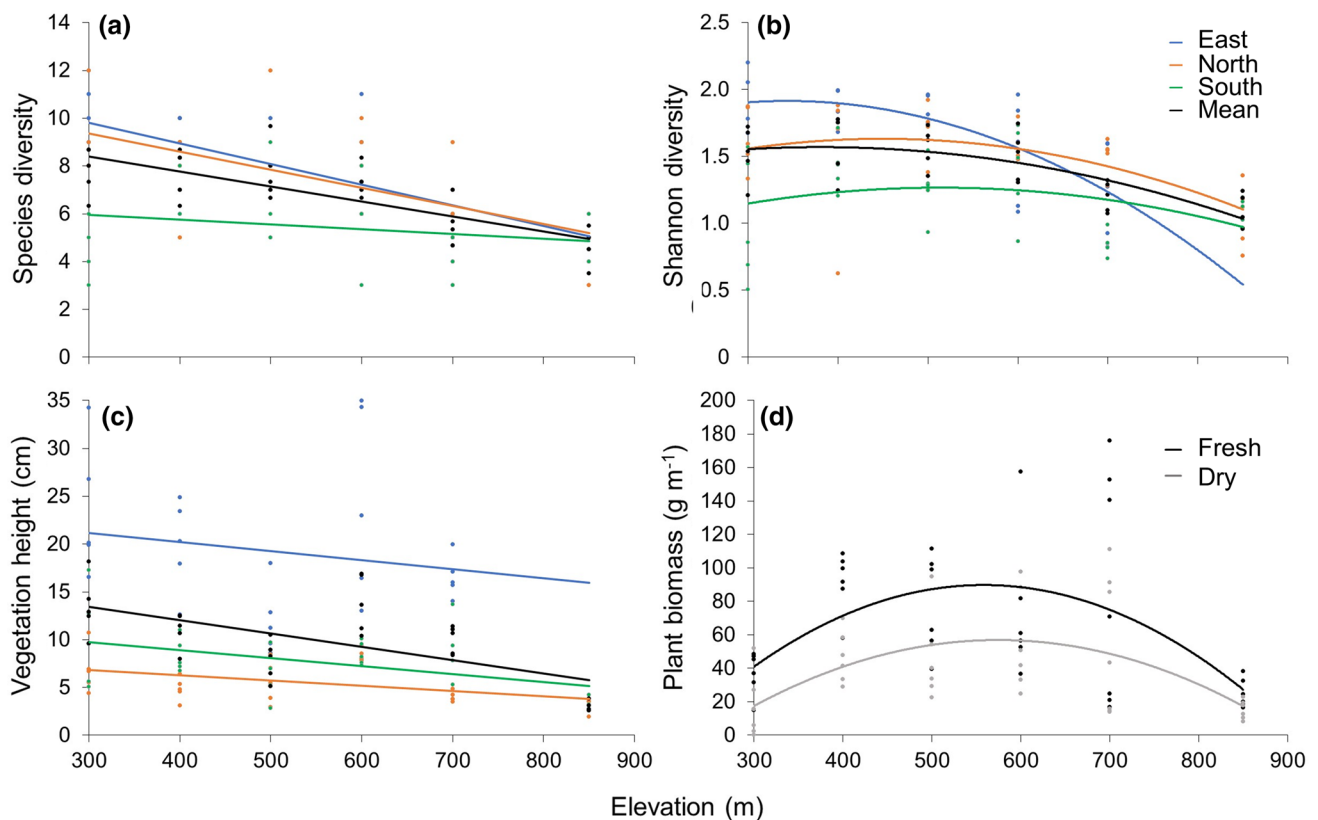 (a)
Species diversity
14
12
10
8
6
4
2
0
(b)
Shannon diversity
2.5
2.0
1.5
1.0
0.5
0
East
North
South
Mean
(c)
Vegetation height (cm)
35
30
25
20
15
10
5
0
300 400 500 600 700 800 900
(d)
Plant biomass (g m-1)
200
180
160
140
120
100
80
60
40
20
0
Fresh
Dry
300 400 500 600 700 800 900
Elevation (m)